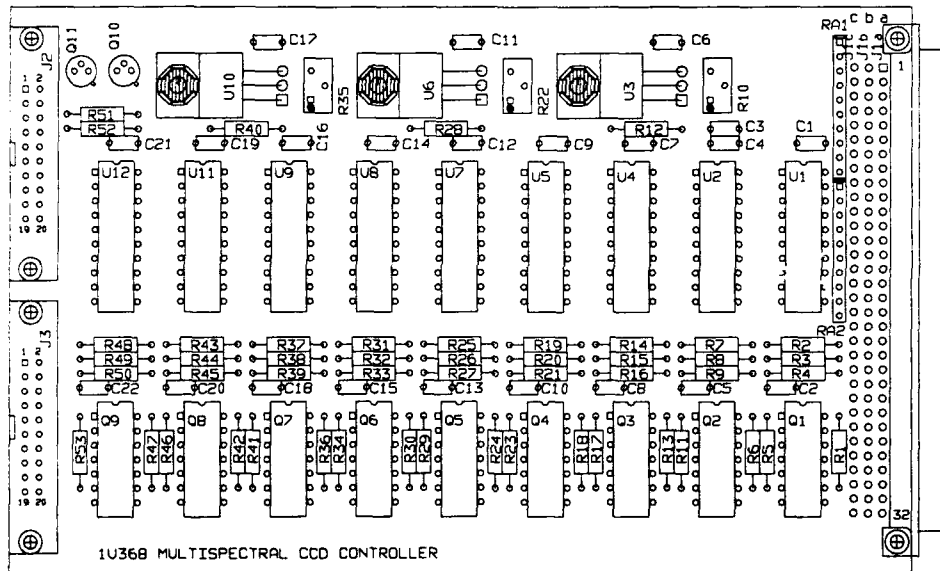 c b a
RA1
J1c J1b J1a
Q11 Q10 J2 C17 C11 C6
1 2 1
U10 R35 U6 R22 U3 R10
R51
R52 R40 R28 R12 C3
C21 C19 C16 C14 C12 C9 C7 C4 C1
U12 U11 U9 U8 U7 U5 U4 U2 U1
19 20
RA2
J3
1 2
R48 R43 R37 R31 R25 R19 R14 R7 R2
R49 R44 R38 R32 R26 R20 R15 R8 R3
R50 R45 R39 R33 R27 R21 R16 R9 R4
C22 C20 C18 C15 C13 C10 C8 C5 C2
Q9 Q8 Q7 Q6 Q5 Q4 Q3 Q2 Q1
R53 R47 R46 R42 R41 R36 R34 R30 R29 R24 R23 R18 R17 R13 R11 R6 R5 R1
19 20 32
1U368 MULTISPECTRAL CCD CONTROLLER